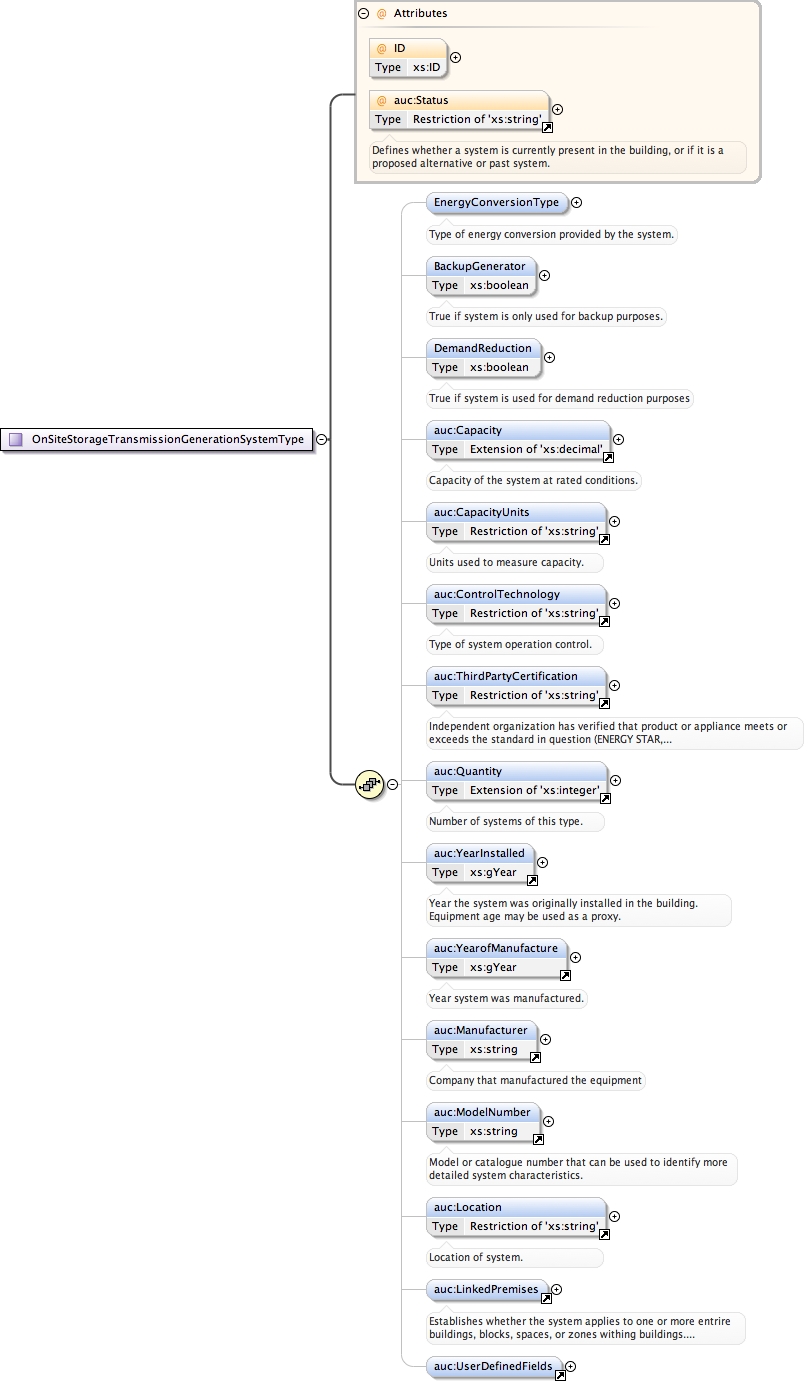 @ Attributes
@ ID
Type xs:ID
@ auc:Status
Type Restriction of 'xs:string'
Defines whether a system is currently present in the building, or if it is a
proposed alternative or past system.
EnergyConversionType
Type of energy conversion provided by the system.
BackupGenerator
Type xs:boolean
True if system is only used for backup purposes.
DemandReduction
Type xs:boolean
True if system is used for demand reduction purposes
OnSiteStorageTransmissionGenerationSystemType
auc:Capacity
Type Extension of 'xs:decimal'
Capacity of the system at rated conditions.
auc:CapacityUnits
Type Restriction of 'xs:string'
Units used to measure capacity.
auc:ControlTechnology
Type Restriction of 'xs:string'
Type of system operation control.
auc:ThirdPartyCertification
Type Restriction of 'xs:string'
Independent organization has verified that product or appliance meets or
exceeds the standard in question (ENERGY STAR,...
auc:Quantity
Type Extension of 'xs:integer'
Number of systems of this type.
auc:YearInstalled
Type xs:gYear
Year the system was originally installed in the building.
Equipment age may be used as a proxy.
auc:YearofManufacture
Type xs:gYear
Year system was manufactured.
auc:Manufacturer
Type xs:string
Company that manufactured the equipment
auc:ModelNumber
Type xs:string
Model or catalogue number that can be used to identify more
detailed system characteristics.
auc:Location
Type Restriction of 'xs:string'
Location of system.
auc:LinkedPremises
Establishes whether the system applies to one or more entrire
buildings, blocks, spaces, or zones withing buildings....
auc:UserDefinedFields